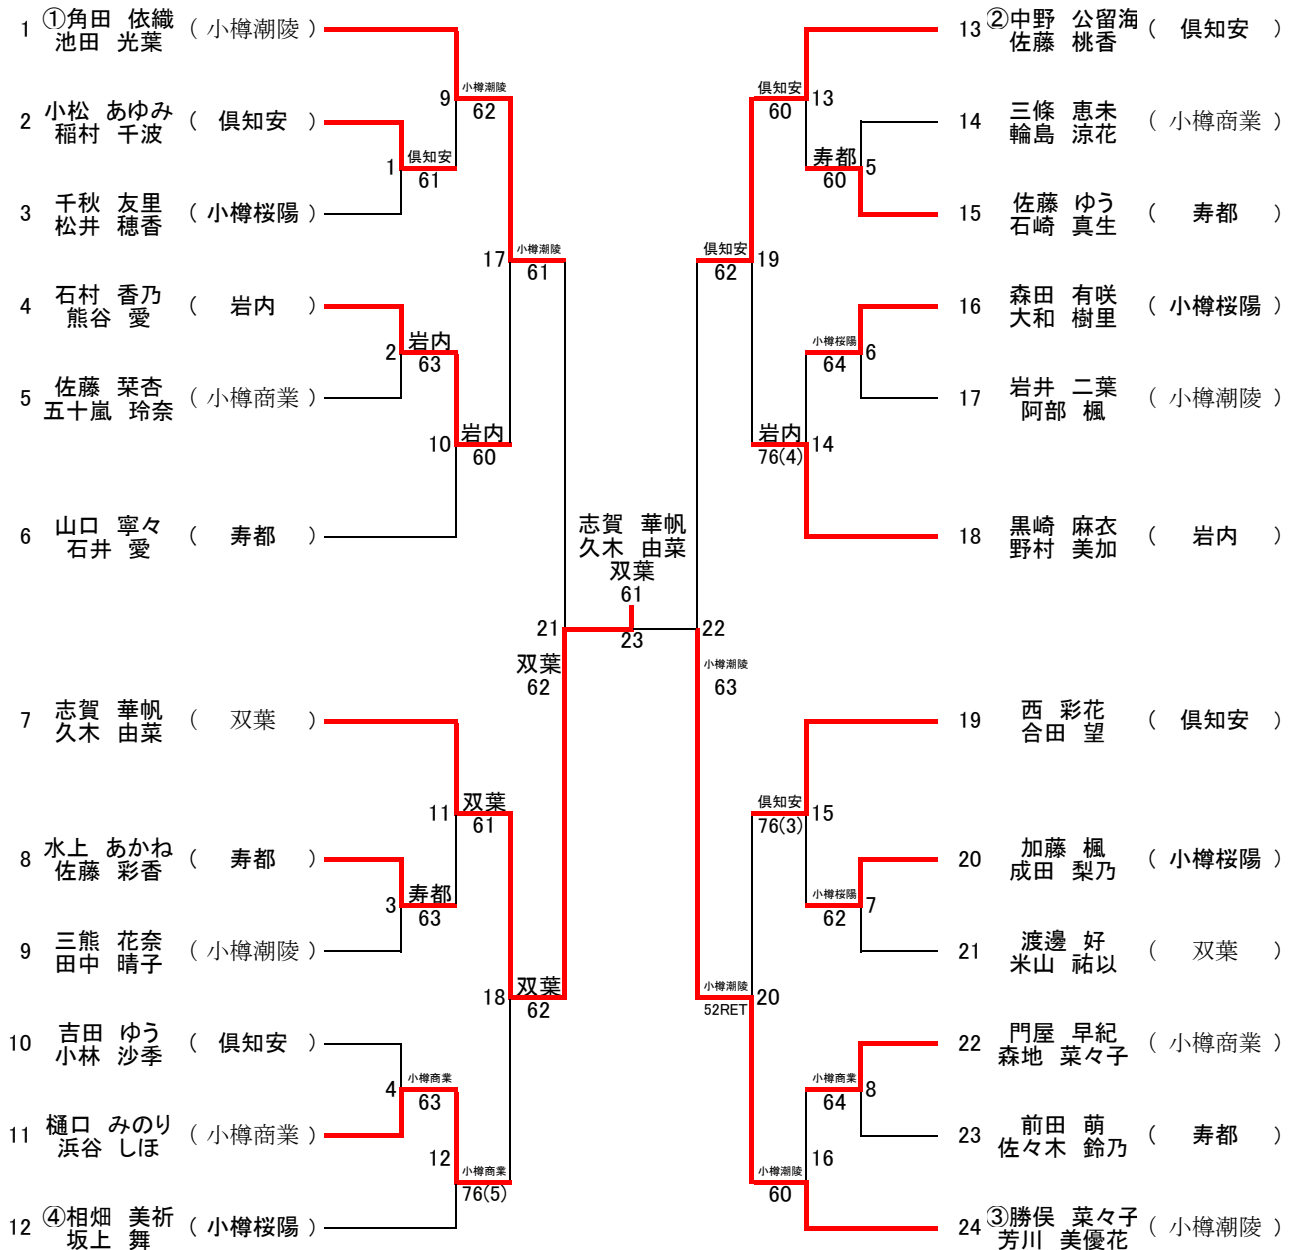 1 ①角田 依織 池田 光葉 （ 小樽潮陵 ）
2 小松 あゆみ 稲村 千波 （ 倶知安 ）
3 千秋 友里 松井 穂香 （ 小樽桜陽 ）
4 石村 香乃 熊谷 愛 （ 岩内 ）
5 佐藤 栞杏 五十嵐 玲奈 （ 小樽商業 ）
6 山口 寧々 石井 愛 （ 寿都 ）
7 志賀 華帆 久木 由菜 （ 双葉 ）
8 水上 あかね 佐藤 彩香 （ 寿都 ）
9 三熊 花奈 田中 晴子 （ 小樽潮陵 ）
10 吉田 ゆう 小林 沙季 （ 倶知安 ）
11 樋口 みのり 浜谷 しほ （ 小樽商業 ）
12 ④相畑 美祈 坂上 舞 （ 小樽桜陽 ）
1 倶知安 61
2 岩内 63
3 寿都 63
4 小樽商業 63
9 小樽潮陵 62
10 岩内 60
11 双葉 61
12 小樽商業 76(5)
17 小樽潮陵 61
18 双葉 62
21 双葉 62
志賀 華帆
久木 由菜
双葉
61
23
22 小樽潮陵 63
19 倶知安 62
20 小樽潮陵 52RET
13 倶知安 60
14 岩内 76(4)
15 倶知安 76(3)
16 小樽潮陵 60
5 寿都 60
6 小樽桜陽 64
7 小樽桜陽 62
8 小樽商業 64
13 ②中野 公留海 佐藤 桃香 （ 倶知安 ）
14 三條 恵未 輪島 涼花 （ 小樽商業 ）
15 佐藤 ゆう 石崎 真生 （ 寿都 ）
16 森田 有咲 大和 樹里 （ 小樽桜陽 ）
17 岩井 二葉 阿部 楓 （ 小樽潮陵 ）
18 黒崎 麻衣 野村 美加 （ 岩内 ）
19 西 彩花 合田 望 （ 倶知安 ）
20 加藤 楓 成田 梨乃 （ 小樽桜陽 ）
21 渡邊 好 米山 祐以 （ 双葉 ）
22 門屋 早紀 森地 菜々子 （ 小樽商業 ）
23 前田 萌 佐々木 鈴乃 （ 寿都 ）
24 ③勝俣 菜々子 芳川 美優花 （ 小樽潮陵 ）